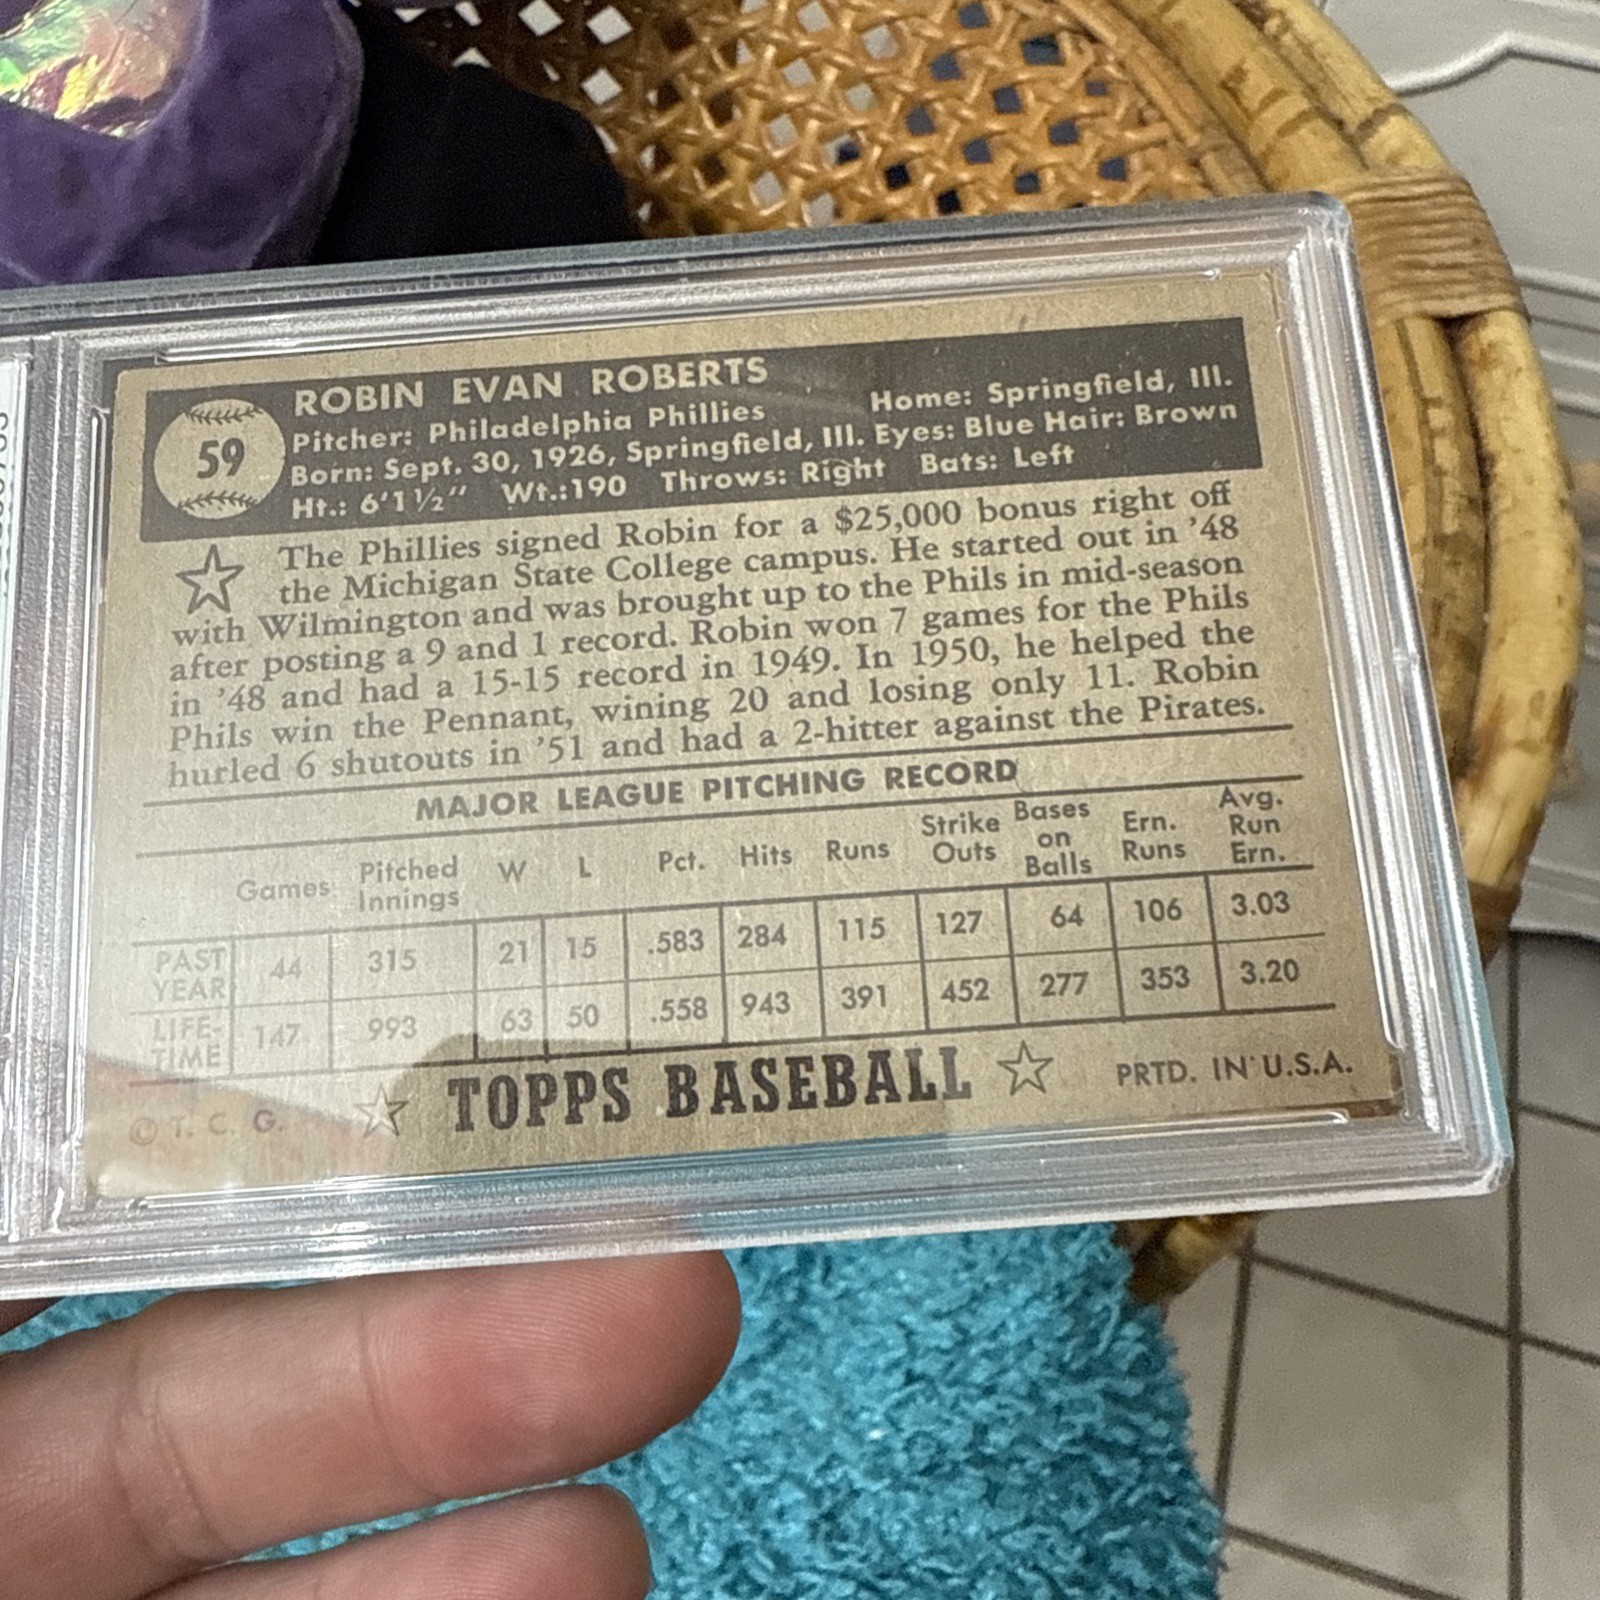 59
ROBIN EVAN ROBERTS
Pitcher: Philadelphia Phillies Home: Springfield, Ill.
Born: Sept. 30, 1926, Springfield, Ill. Eyes: Blue Hair: Brown
Ht.: 6'1½" Wt.:190 Throws: Right Bats: Left
The Phillies signed Robin for a $25,000 bonus right off
the Michigan State College campus. He started out in '48
with Wilmington and was brought up to the Phils in mid-season
after posting a 9 and 1 record. Robin won 7 games for the Phils
in '48 and had a 15-15 record in 1949. In 1950, he helped the
Phils win the Pennant, wining 20 and losing only 11. Robin
hurled 6 shutouts in '51 and had a 2-hitter against the Pirates.
MAJOR LEAGUE PITCHING RECORD
Games Pitched Innings W L Pct. Hits Runs Strike Outs Bases on Balls Ern. Runs Avg. Run Ern.
PAST YEAR 44 315 21 15 .583 284 115 127 64 106 3.03
LIFE-TIME 147 993 63 50 .558 943 391 452 277 353 3.20
© T. C. G. TOPPS BASEBALL PRTD. IN U.S.A.